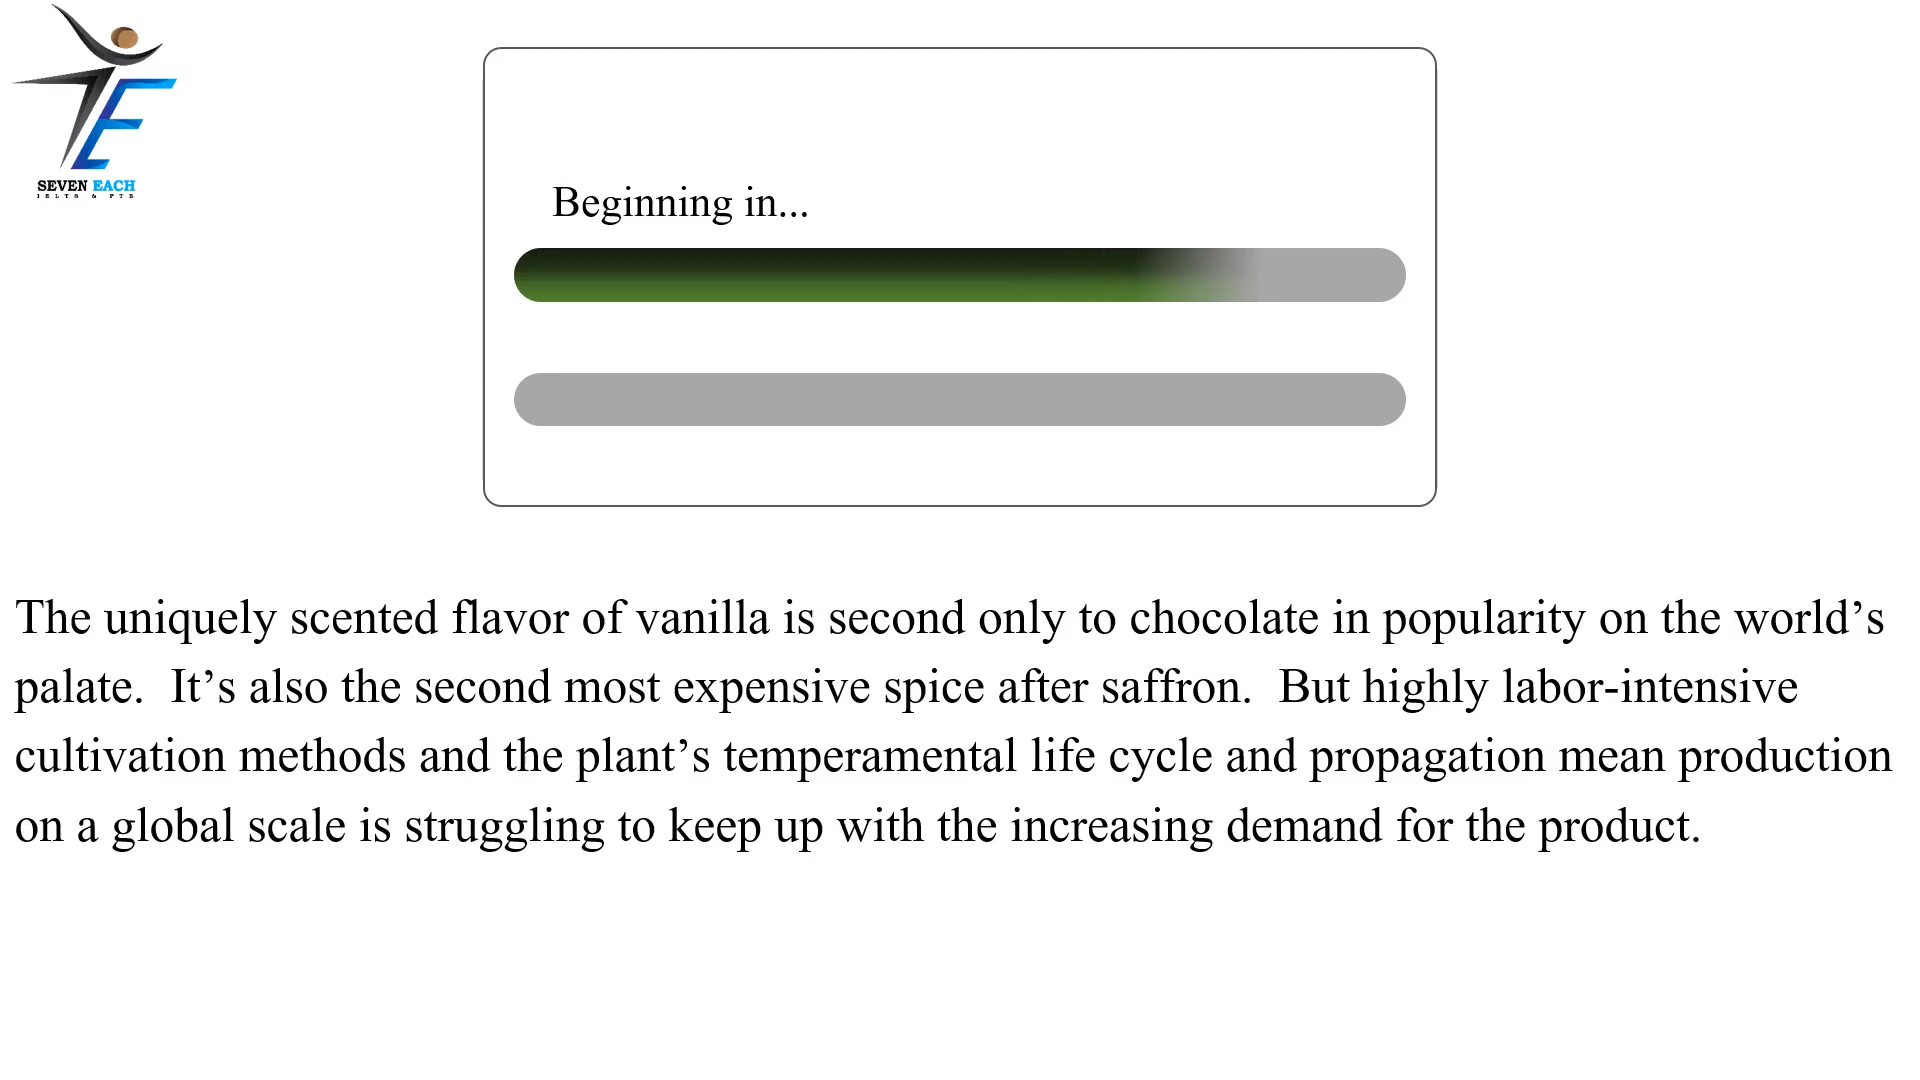 SEVEN EACH
IELTS & PTE
Beginning in...
The uniquely scented flavor of vanilla is second only to chocolate in popularity on the world’s
palate.  It’s also the second most expensive spice after saffron.  But highly labor-intensive
cultivation methods and the plant’s temperamental life cycle and propagation mean production
on a global scale is struggling to keep up with the increasing demand for the product.